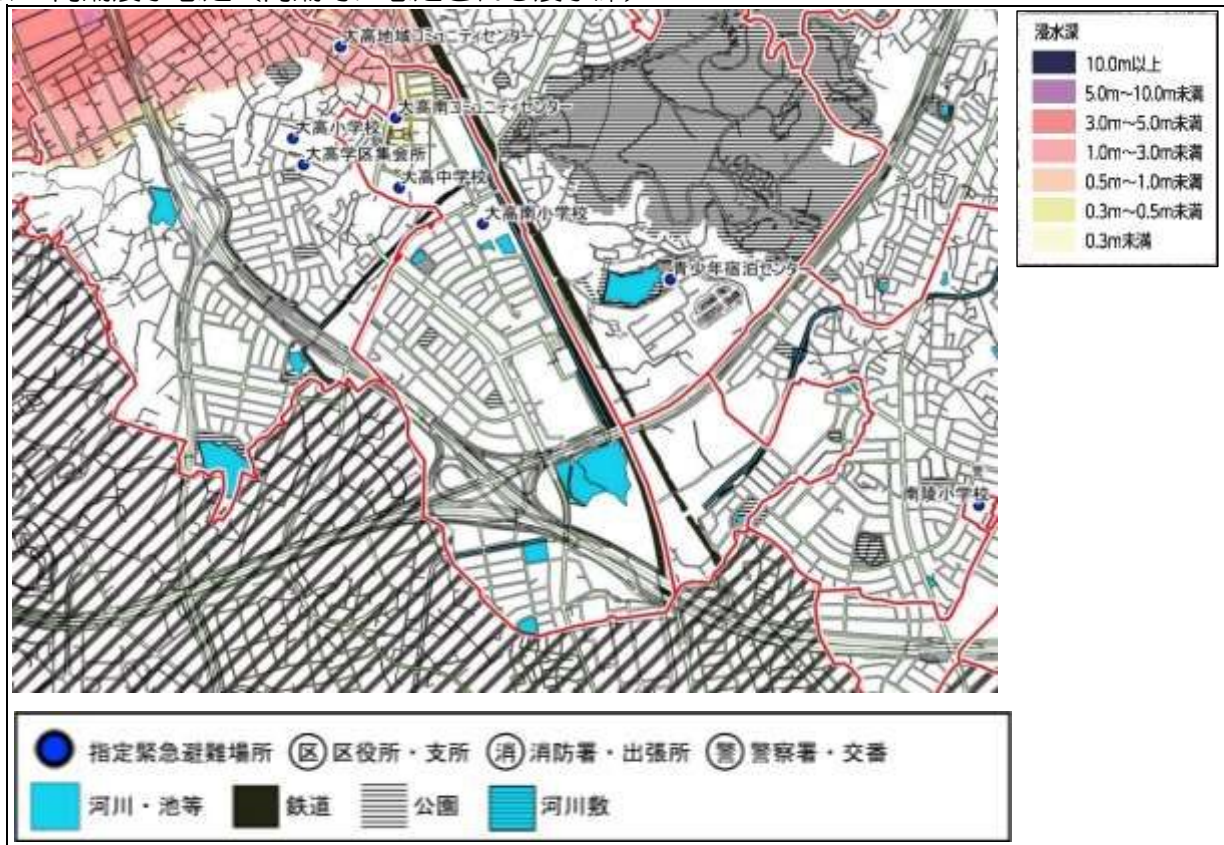 大高地域コミュニティセンター
大高南コミュニティセンター
大高小学校
大高学区集会所
大高中学校
大高南小学校
青少年宿泊センター
南陵小学校
浸水深
10.0m以上
5.0m～10.0m未満
3.0m～5.0m未満
1.0m～3.0m未満
0.5m～1.0m未満
0.3m～0.5m未満
0.3m未満
指定緊急避難場所 区 区役所・支所 消 消防署・出張所 警 警察署・交番
河川・池等 鉄道 公園 河川敷